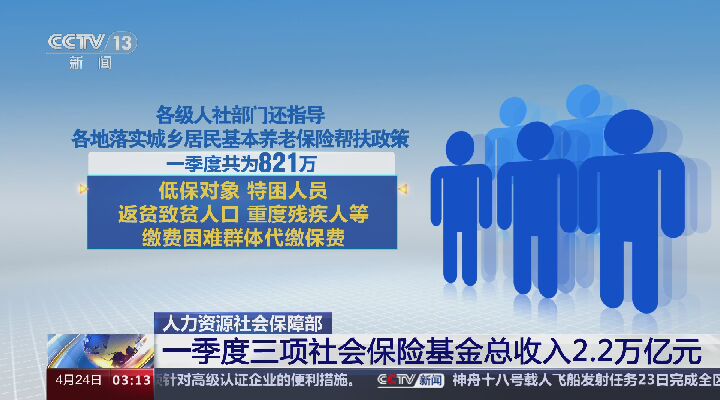 CCTV 13
新闻
各级人社部门还指导
各地落实城乡居民基本养老保险帮扶政策
一季度共为821万
低保对象 特困人员
返贫致贫人口 重度残疾人等
缴费困难群体代缴保费
人力资源社会保障部
一季度三项社会保险基金总收入2.2万亿元
4月24日 03:13 针对高级认证企业的便利措施。 CCTV 新闻 神舟十八号载人飞船发射任务23日完成全区